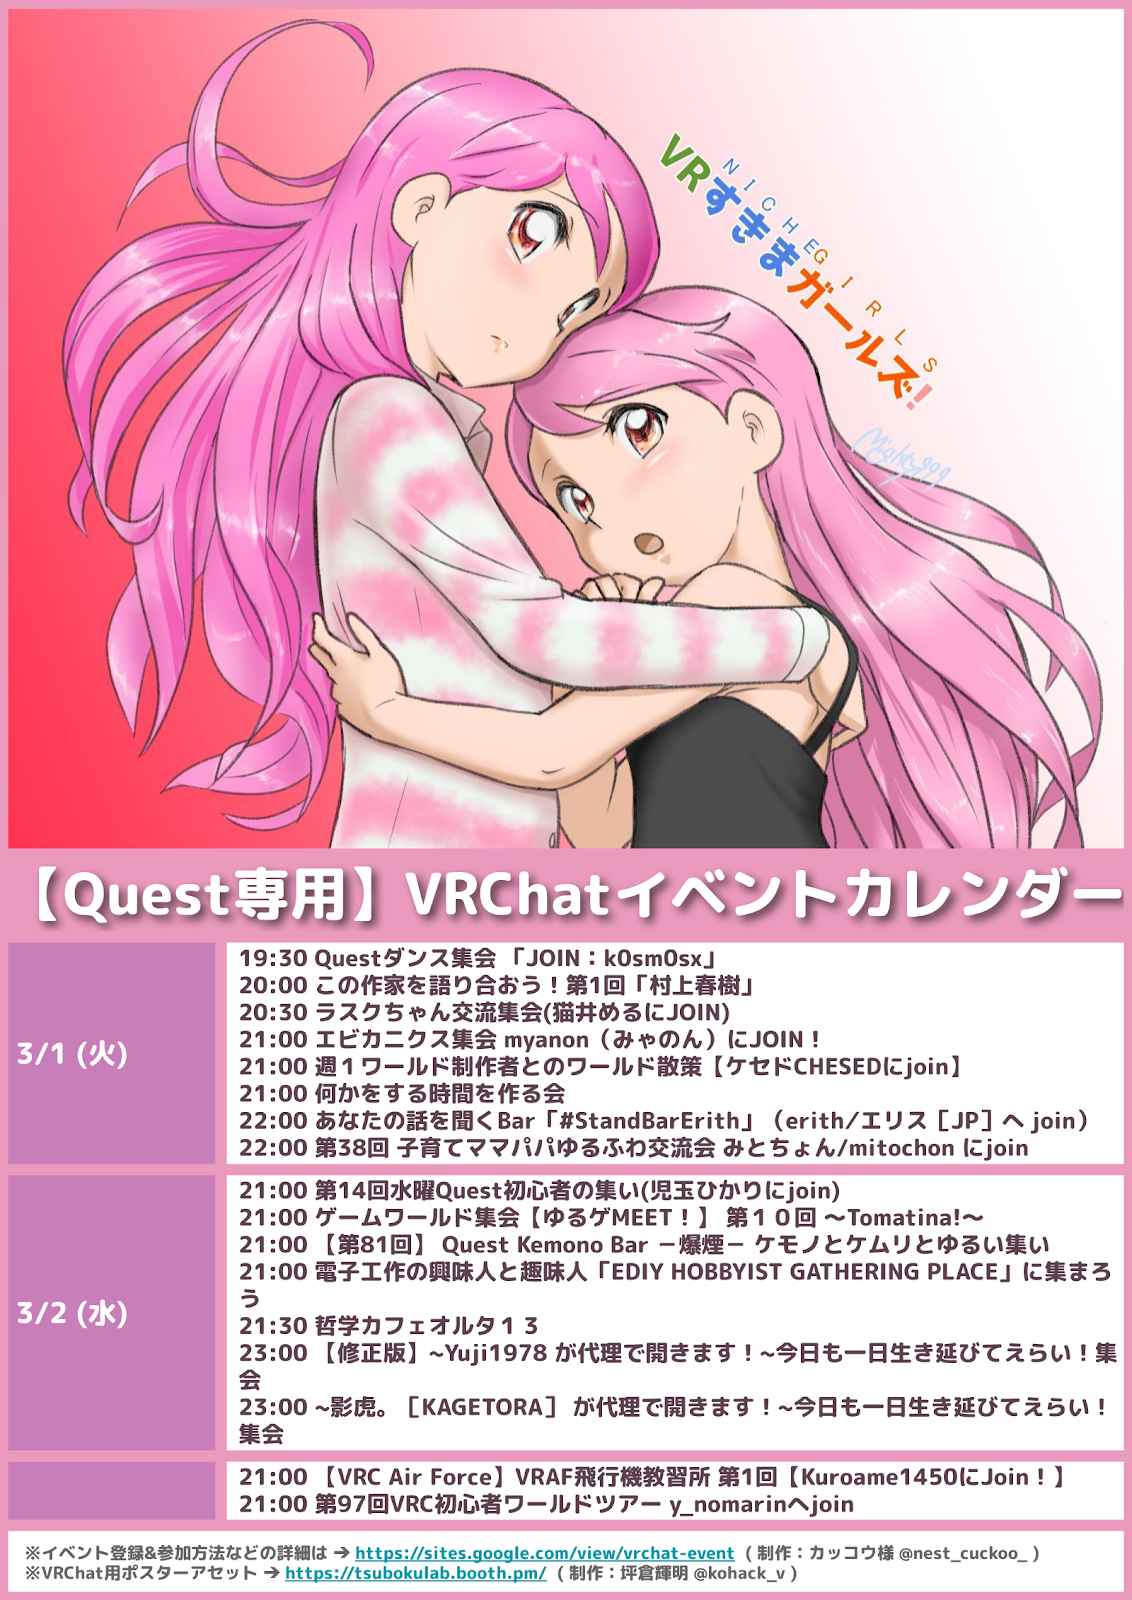 VRすきまガールズ!
NICHE GIRLS
Mighty999
【Quest専用】VRChatイベントカレンダー
3/1 (火)
19:30 Questダンス集会 「JOIN：k0sm0sx」
20:00 この作家を語り合おう！第1回「村上春樹」
20:30 ラスクちゃん交流集会(猫井めるにJOIN)
21:00 エビカニクス集会 myanon（みゃのん）にJOIN！
21:00 週１ワールド制作者とのワールド散策【ケセドCHESEDにjoin】
21:00 何かをする時間を作る会
22:00 あなたの話を聞くBar「#StandBarErith」（erith/エリス［JP］へ join）
22:00 第38回 子育てママパパゆるふわ交流会 みとちょん/mitochon にjoin
3/2 (水)
21:00 第14回水曜Quest初心者の集い(児玉ひかりにjoin)
21:00 ゲームワールド集会【ゆるゲMEET！】 第１０回 ～Tomatina!～
21:00 【第81回】 Quest Kemono Bar －爆煙－ ケモノとケムリとゆるい集い
21:00 電子工作の興味人と趣味人「EDIY HOBBYIST GATHERING PLACE」に集まろ
う
21:30 哲学カフェオルタ１３
23:00 【修正版】~Yuji1978 が代理で開きます！~今日も一日生き延びてえらい！集
会
23:00 ~影虎。［KAGETORA］ が代理で開きます！~今日も一日生き延びてえらい！
集会
21:00 【VRC Air Force】VRAF飛行機教習所 第1回【Kuroame1450にJoin！】
21:00 第97回VRC初心者ワールドツアー y_nomarinへjoin
※イベント登録&参加方法などの詳細は → https://sites.google.com/view/vrchat-event （ 制作：カッコウ様 @nest_cuckoo_ ）
※VRChat用ポスターアセット → https://tsubokulab.booth.pm/ （ 制作：坪倉輝明 @kohack_v ）